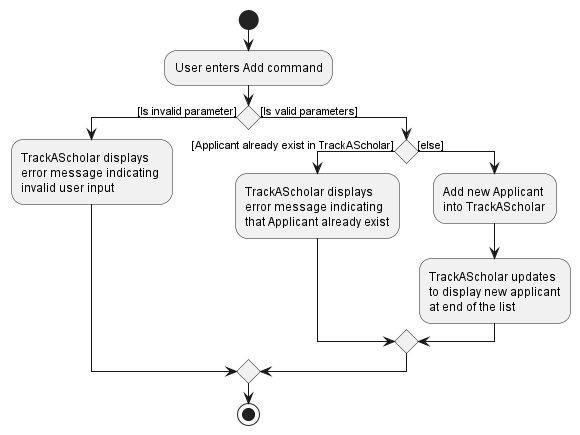 User enters Add command
[Is invalid parameter]
[Is valid parameters]
TrackAScholar displays
error message indicating
invalid user input
[Applicant already exist in TrackAScholar]
[else]
TrackAScholar displays
error message indicating
that Applicant already exist
Add new Applicant
into TrackAScholar
TrackAScholar updates
to display new applicant
at end of the list